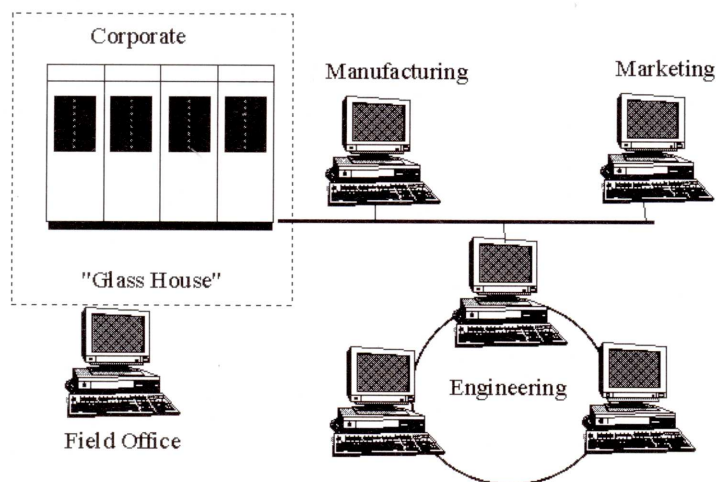 Corporate
Manufacturing
Marketing
"Glass House"
Engineering
Field Office